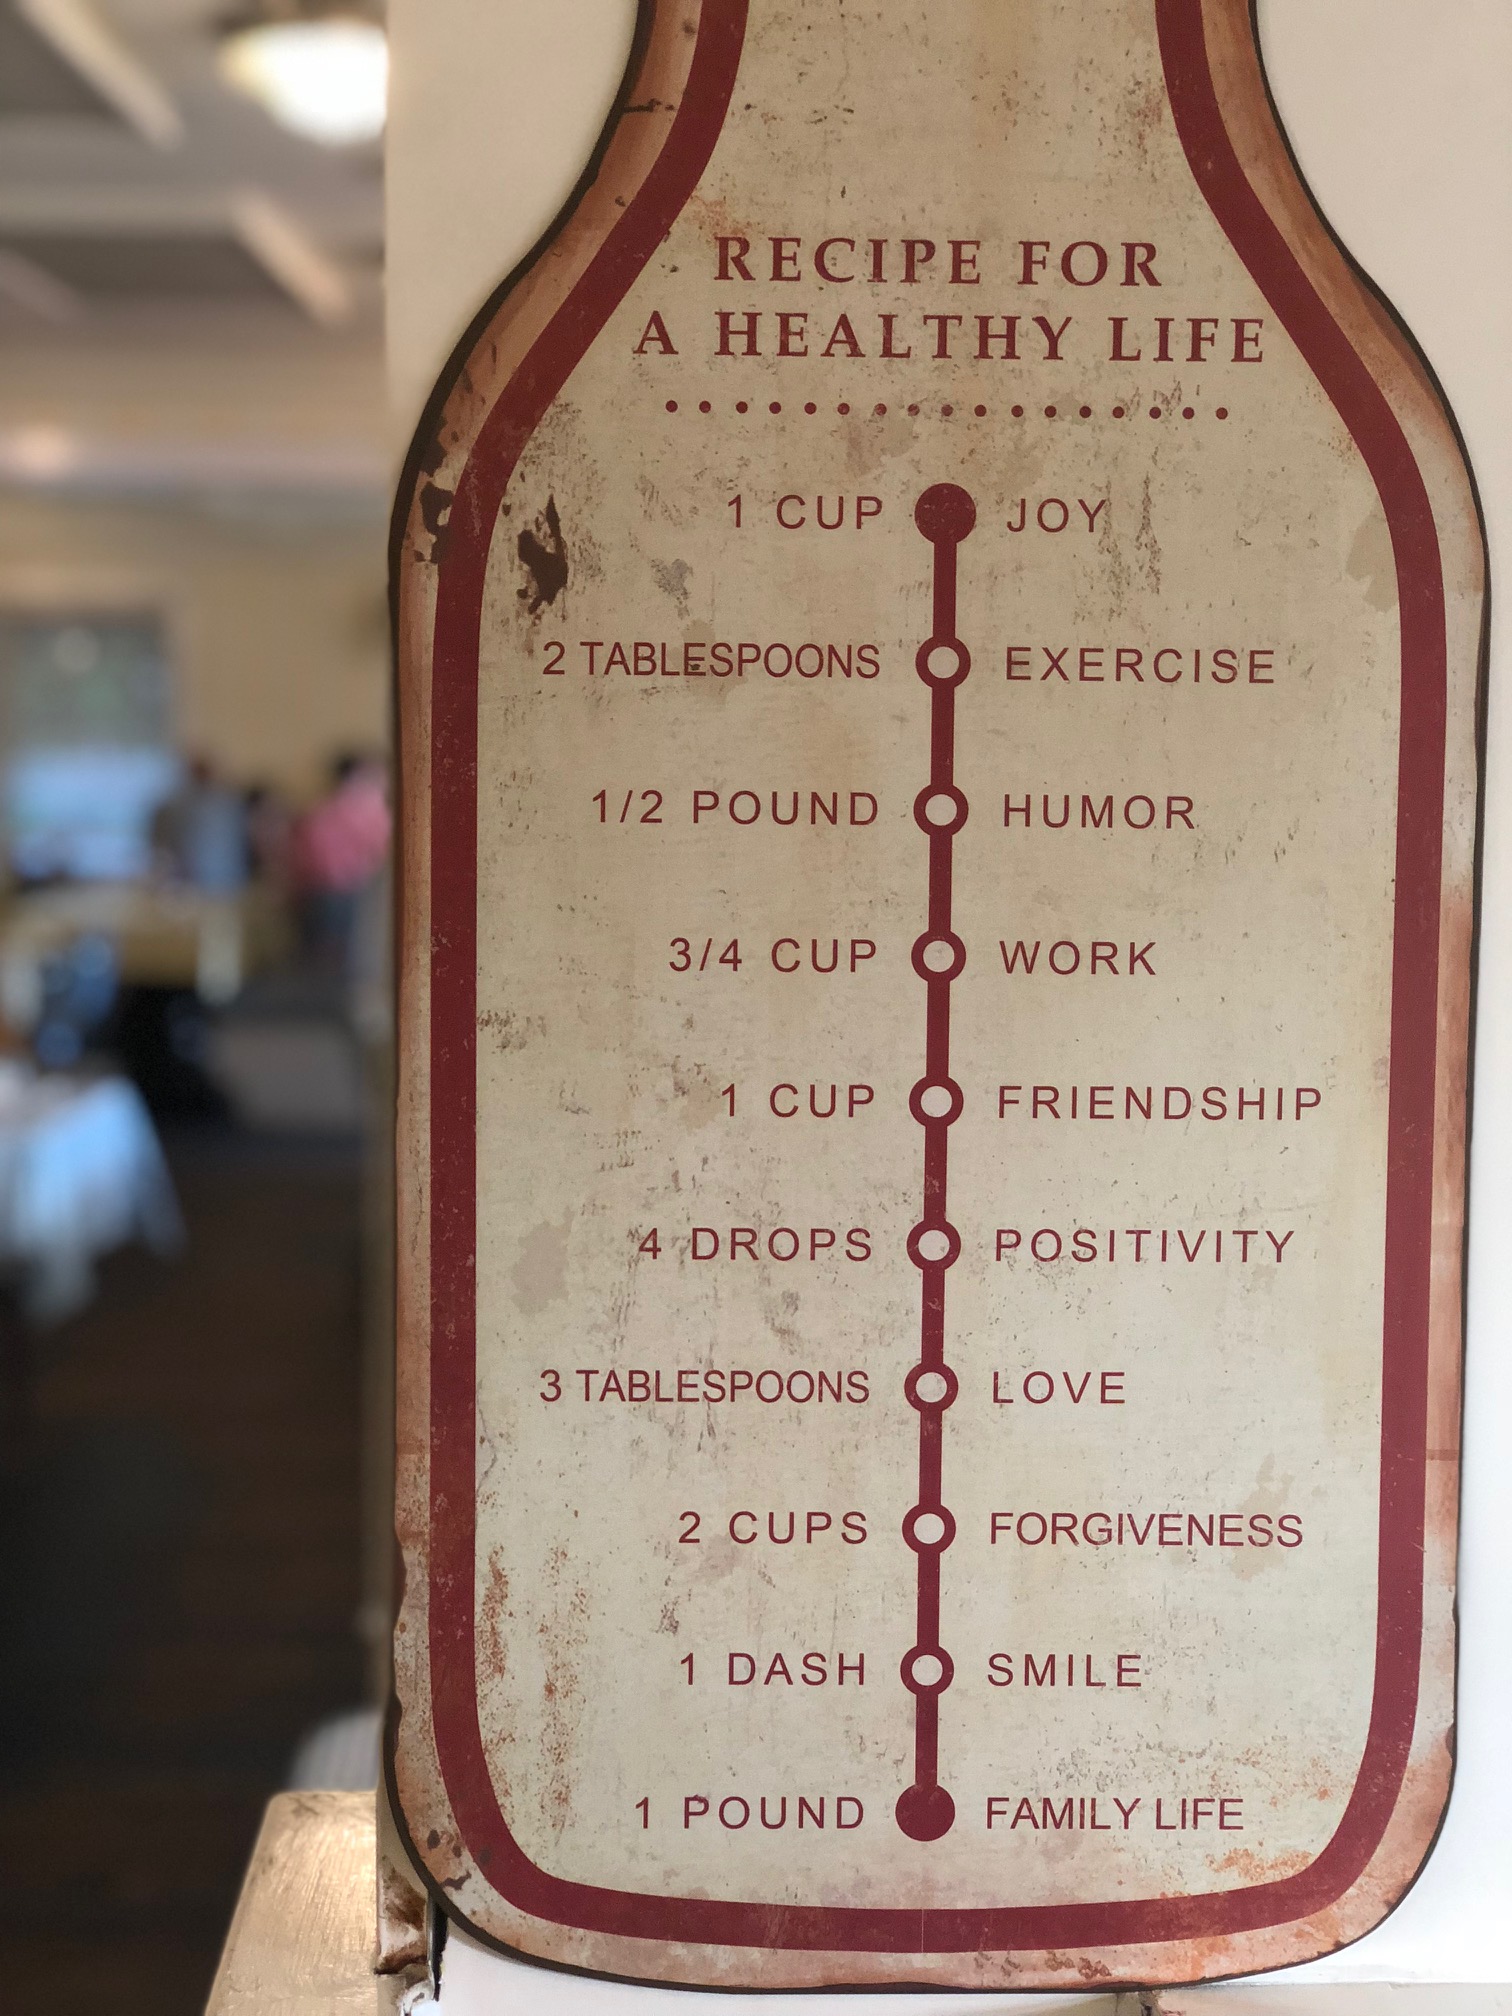 RECIPE FOR
A HEALTHY LIFE
1 CUP JOY
2 TABLESPOONS EXERCISE
1/2 POUND HUMOR
3/4 CUP WORK
1 CUP FRIENDSHIP
4 DROPS POSITIVITY
3 TABLESPOONS LOVE
2 CUPS FORGIVENESS
1 DASH SMILE
1 POUND FAMILY LIFE